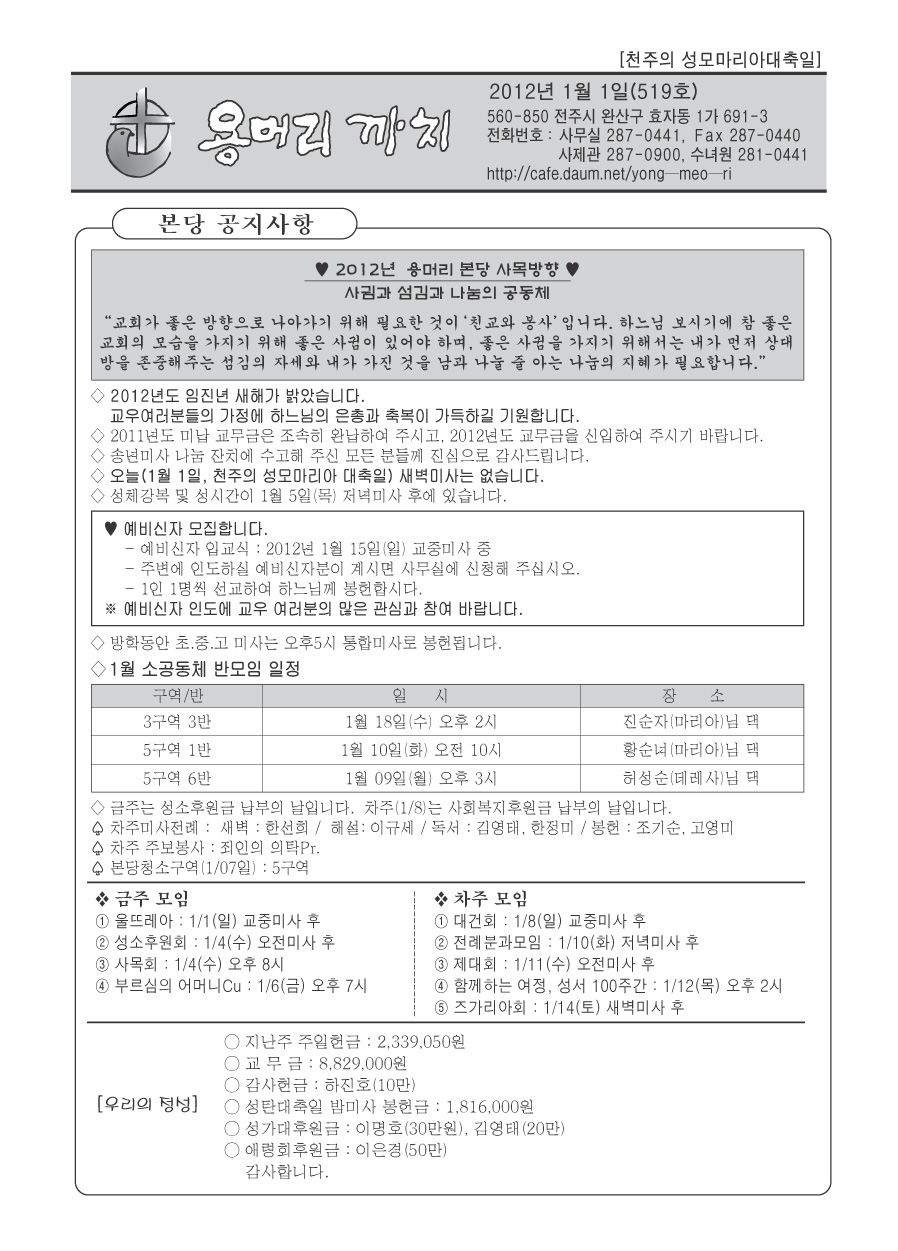 [천주의 성모마리아대축일]
용머리 까치
2012년 1월 1일(519호)
560-850 전주시 완산구 효자동 1가 691-3
전화번호 : 사무실 287-0441, Fax 287-0440
사제관 287-0900, 수녀원 281-0441
http://cafe.daum.net/yong─meo─ri
본당 공지사항
♥ 2012년 용머리 본당 사목방향 ♥
사귐과 섬김과 나눔의 공동체
“교회가 좋은 방향으로 나아가기 위해 필요한 것이 ‘친교와 봉사’입니다. 하느님 보시기에 참 좋은
교회의 모습을 가지기 위해 좋은 사귐이 있어야 하며, 좋은 사귐을 가지기 위해서는 내가 먼저 상대
방을 존중해주는 섬김의 자세와 내가 가진 것을 남과 나눌 줄 아는 나눔의 지혜가 필요합니다.”
◇ 2012년도 임진년 새해가 밝았습니다.
교우여러분들의 가정에 하느님의 은총과 축복이 가득하길 기원합니다.
◇ 2011년도 미납 교무금은 조속히 완납하여 주시고, 2012년도 교무금을 신입하여 주시기 바랍니다.
◇ 송년미사 나눔 잔치에 수고해 주신 모든 분들께 진심으로 감사드립니다.
◇ 오늘(1월 1일, 천주의 성모마리아 대축일) 새벽미사는 없습니다.
◇ 성체강복 및 성시간이 1월 5일(목) 저녁미사 후에 있습니다.
♥ 예비신자 모집합니다.
- 예비신자 입교식 : 2012년 1월 15일(일) 교중미사 중
- 주변에 인도하실 예비신자분이 계시면 사무실에 신청해 주십시오.
- 1인 1명씩 선교하여 하느님께 봉헌합시다.
※ 예비신자 인도에 교우 여러분의 많은 관심과 참여 바랍니다.
◇ 방학동안 초.중.고 미사는 오후5시 통합미사로 봉헌됩니다.
◇ 1월 소공동체 반모임 일정
구역/반 일 시 장 소
3구역 3반 1월 18일(수) 오후 2시 진순자(마리아)님 댁
5구역 1반 1월 10일(화) 오전 10시 황순녀(마리아)님 댁
5구역 6반 1월 09일(월) 오후 3시 허성순(테레사)님 댁
◇ 금주는 성소후원금 납부의 날입니다. 차주(1/8)는 사회복지후원금 납부의 날입니다.
♤ 차주미사전례 : 새벽 : 한선희 / 해설: 이규세 / 독서 : 김영태, 한정미 / 봉헌 : 조기순, 고영미
♤ 차주 주보봉사 : 죄인의 의탁Pr.
♤ 본당청소구역(1/07일) : 5구역
❖ 금주 모임
① 울뜨레아 : 1/1(일) 교중미사 후
② 성소후원회 : 1/4(수) 오전미사 후
③ 사목회 : 1/4(수) 오후 8시
④ 부르심의 어머니Cu : 1/6(금) 오후 7시
❖ 차주 모임
① 대건회 : 1/8(일) 교중미사 후
② 전례분과모임 : 1/10(화) 저녁미사 후
③ 제대회 : 1/11(수) 오전미사 후
④ 함께하는 여정, 성서 100주간 : 1/12(목) 오후 2시
⑤ 즈가리아회 : 1/14(토) 새벽미사 후
[우리의 정성]
○ 지난주 주일헌금 : 2,339,050원
○ 교 무 금 : 8,829,000원
○ 감사헌금 : 하진호(10만)
○ 성탄대축일 밤미사 봉헌금 : 1,816,000원
○ 성가대후원금 : 이명호(30만원), 김영태(20만)
○ 애령회후원금 : 이은경(50만)
감사합니다.